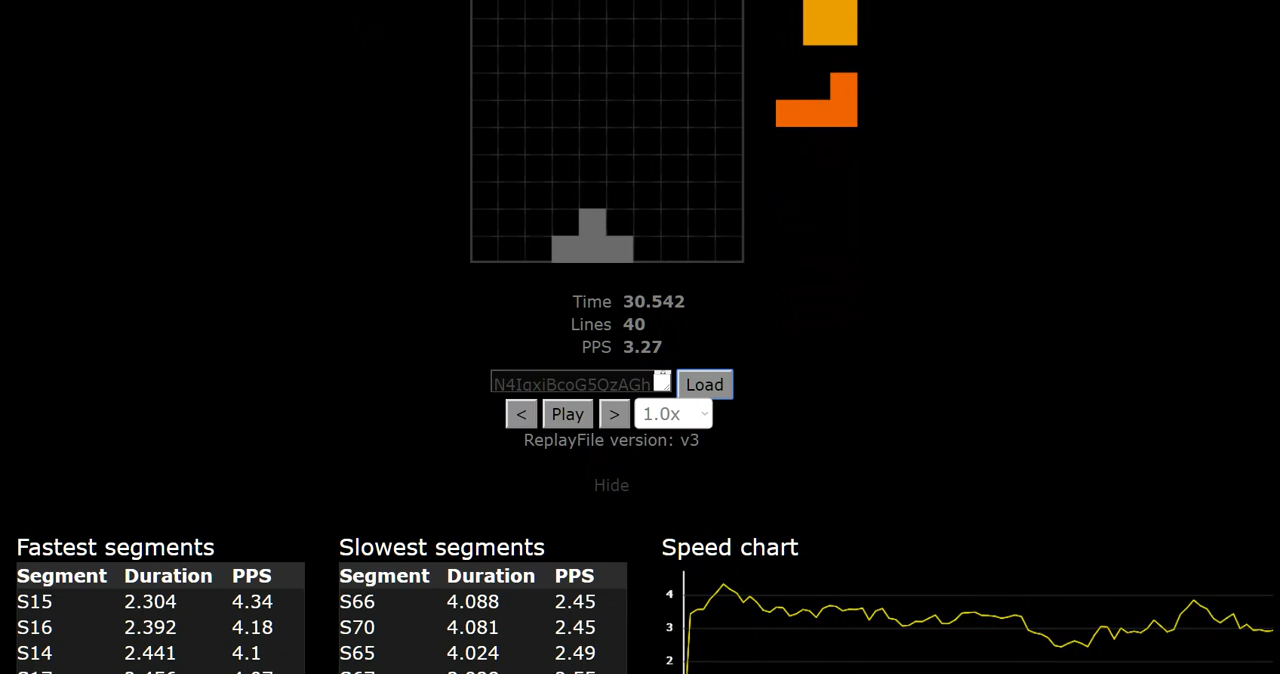 Time 30.542
Lines 40
PPS 3.27
N4IgxiBcoG5QzAGh Load
< Play > 1.0x
ReplayFile version: v3
Hide
Fastest segments
Segment Duration PPS
S15 2.304 4.34
S16 2.392 4.18
S14 2.441 4.1
Slowest segments
Segment Duration PPS
S66 4.088 2.45
S70 4.081 2.45
S65 4.024 2.49
Speed chart
4
3
2